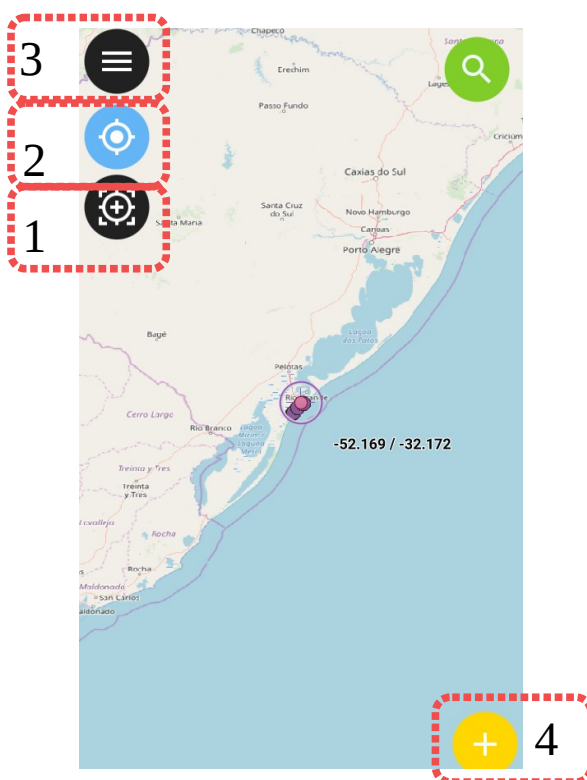 Chapecó
3
Erechim
Passo Fundo
2
Caxias do Sul
Santa Cruz
do Sul
Novo Hamburgo
Canoas
Porto Alegre
1
Santa Maria
Lagoa
dos Patos
Bagé
Pelotas
Rio Grande
Cerro Largo
Rio Branco
-52.169 / -32.172
Treinta y Tres
Treinta
y Tres
Rocha
Rocha
Maldonado
San Carlos
4